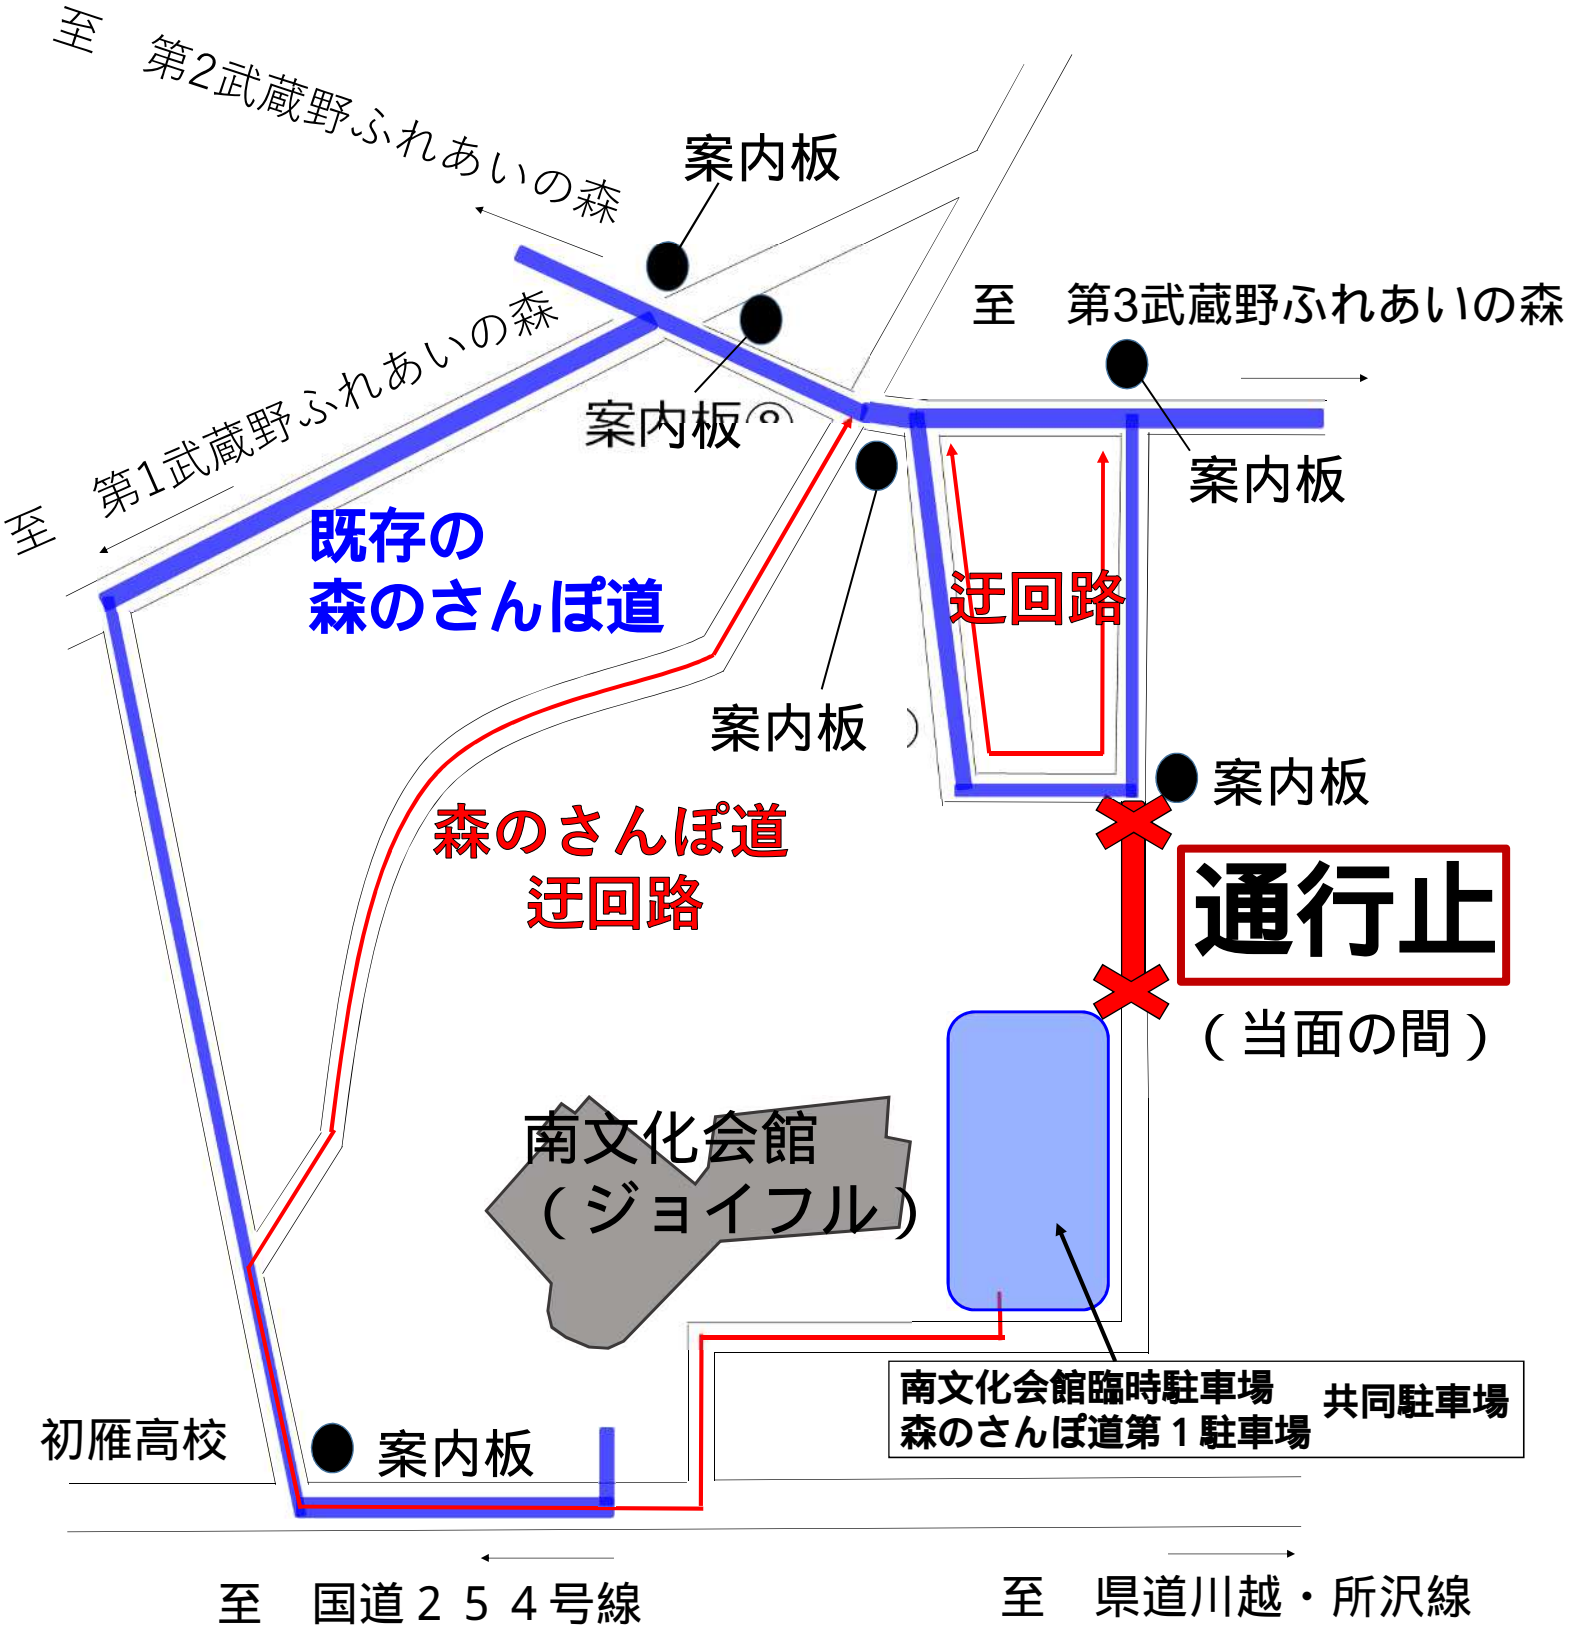 至　第2武蔵野ふれあいの森
案内板
至　第3武蔵野ふれあいの森
至　第1武蔵野ふれあいの森
案内板
案内板
既存の
森のさんぽ道
迂回路
案内板
案内板
森のさんぽ道
迂回路
通行止
（当面の間）
南文化会館
（ジョイフル）
南文化会館臨時駐車場
森のさんぽ道第１駐車場
共同駐車場
初雁高校
案内板
至　国道２５４号線
至　県道川越・所沢線